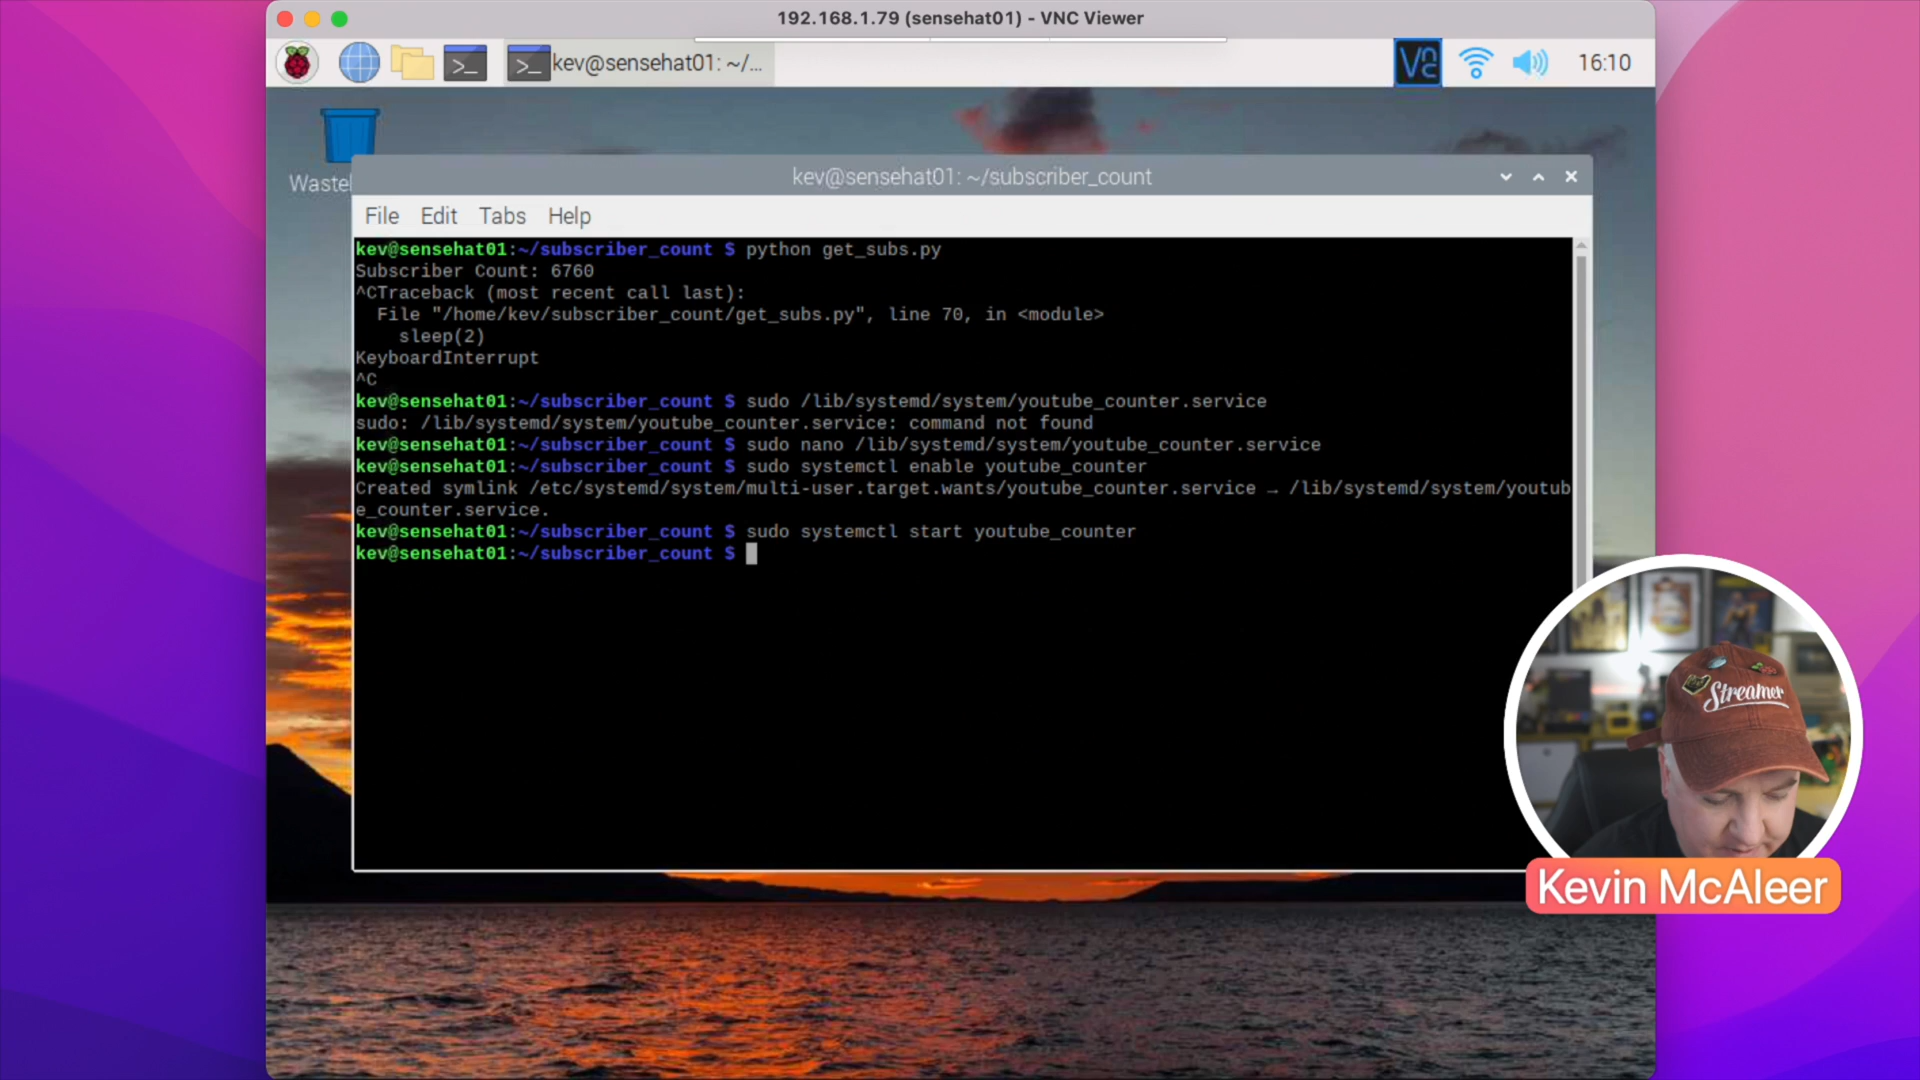 192.168.1.79 (sensehat01) - VNC Viewer
kev@sensehat01: ~/...
16:10
kev@sensehat01: ~/subscriber_count
File Edit Tabs Help
kev@sensehat01:~/subscriber_count $ python get_subs.py
Subscriber Count: 6760
^CTraceback (most recent call last):
File "/home/kev/subscriber_count/get_subs.py", line 70, in <module>
sleep(2)
KeyboardInterrupt
^C
kev@sensehat01:~/subscriber_count $ sudo /lib/systemd/system/youtube_counter.service
sudo: /lib/systemd/system/youtube_counter.service: command not found
kev@sensehat01:~/subscriber_count $ sudo nano /lib/systemd/system/youtube_counter.service
kev@sensehat01:~/subscriber_count $ sudo systemctl enable youtube_counter
Created symlink /etc/systemd/system/multi-user.target.wants/youtube_counter.service → /lib/systemd/system/youtub
e_counter.service.
kev@sensehat01:~/subscriber_count $ sudo systemctl start youtube_counter
kev@sensehat01:~/subscriber_count $
Streamer
Kevin McAleer